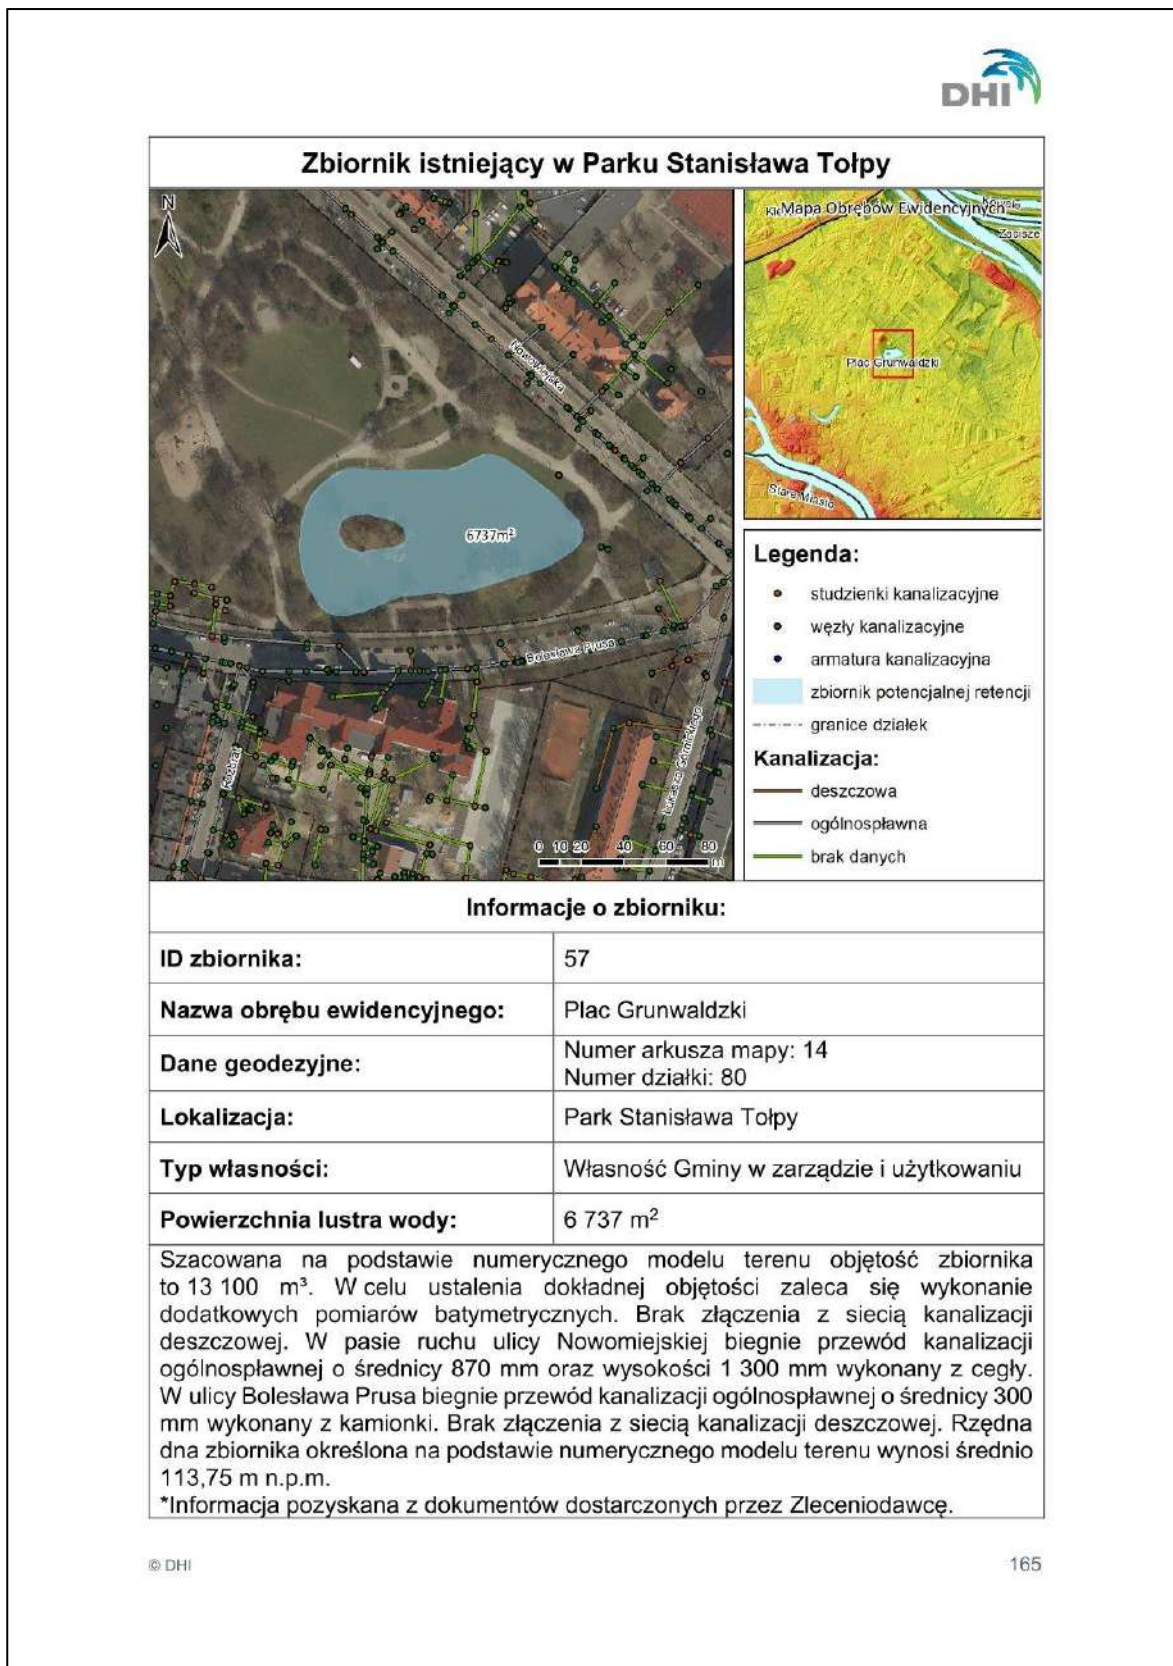 DHI
Zbiornik istniejący w Parku Stanisława Tołpy
N
Nowowiejska
6737m²
Bolesława Prusa
Rozbrat
Łukasza Górnickiego
0 10 20 40 60 80
m
Mapa Obrębów Ewidencyjnych
Zacisze
Plac Grunwaldzki
Stare Miasto
Legenda:
studzienki kanalizacyjne
węzły kanalizacyjne
armatura kanalizacyjna
zbiornik potencjalnej retencji
granice działek
Kanalizacja:
deszczowa
ogólnospławna
brak danych
Informacje o zbiorniku:
ID zbiornika: 57
Nazwa obrębu ewidencyjnego: Plac Grunwaldzki
Dane geodezyjne: Numer arkusza mapy: 14
Numer działki: 80
Lokalizacja: Park Stanisława Tołpy
Typ własności: Własność Gminy w zarządzie i użytkowaniu
Powierzchnia lustra wody: 6 737 m²
Szacowana na podstawie numerycznego modelu terenu objętość zbiornika
to 13 100 m³. W celu ustalenia dokładnej objętości zaleca się wykonanie
dodatkowych pomiarów batymetrycznych. Brak złączenia z siecią kanalizacji
deszczowej. W pasie ruchu ulicy Nowomiejskiej biegnie przewód kanalizacji
ogólnospławnej o średnicy 870 mm oraz wysokości 1 300 mm wykonany z cegły.
W ulicy Bolesława Prusa biegnie przewód kanalizacji ogólnospławnej o średnicy 300
mm wykonany z kamionki. Brak złączenia z siecią kanalizacji deszczowej. Rzędna
dna zbiornika określona na podstawie numerycznego modelu terenu wynosi średnio
113,75 m n.p.m.
*Informacja pozyskana z dokumentów dostarczonych przez Zleceniodawcę.
© DHI
165